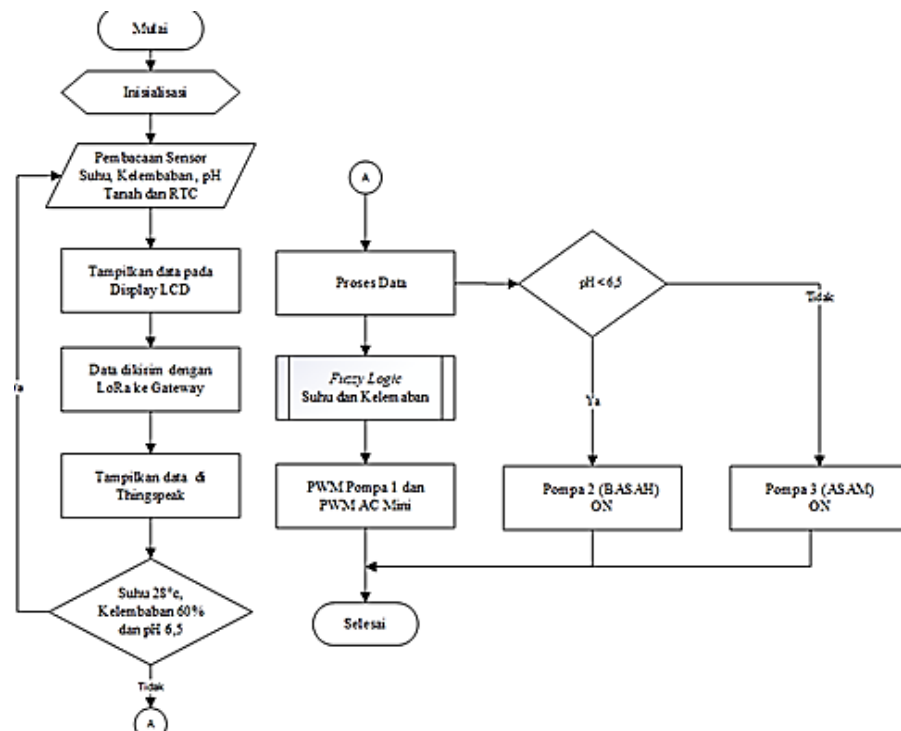 Mulai
Inisialisasi
Pembacaan Sensor
Suhu, Kelembaban, pH
Tanah dan RTC
Tampilkan data pada
Display LCD
Data dikirim dengan
LoRa ke Gateway
Tampilkan data di
Thingspeak
Suhu 28°c,
Kelembaban 60%
dan pH 6,5
Ya
Tidak
A
A
Proses Data
Fuzzy Logic
Suhu dan Kelemaban
PWM Pompa 1 dan
PWM AC Mini
Selesai
pH < 6,5
Ya
Tidak
Pompa 2 (BASAH)
ON
Pompa 3 (ASAM)
ON